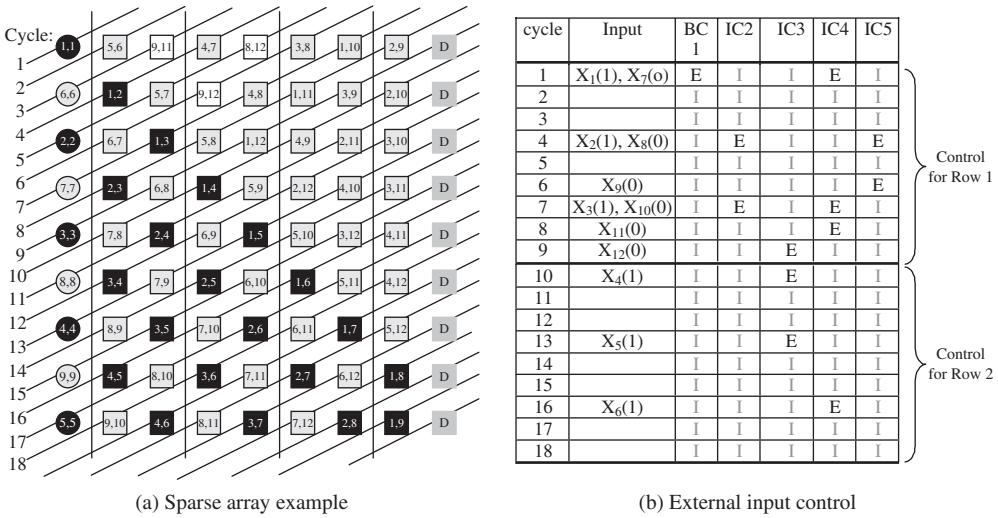 Cycle:
1
2
3
4
5
6
7
8
9
10
11
12
13
14
15
16
17
18
1,1 5,6 9,11 4,7 8,12 3,8 1,10 2,9 D
6,6 1,2 5,7 9,12 4,8 1,11 3,9 2,10 D
2,2 6,7 1,3 5,8 1,12 4,9 2,11 3,10 D
7,7 2,3 6,8 1,4 5,9 2,12 4,10 3,11 D
3,3 7,8 2,4 6,9 1,5 5,10 3,12 4,11 D
8,8 3,4 7,9 2,5 6,10 1,6 5,11 4,12 D
4,4 8,9 3,5 7,10 2,6 6,11 1,7 5,12 D
9,9 4,5 8,10 3,6 7,11 2,7 6,12 1,8 D
5,5 9,10 4,6 8,11 3,7 7,12 2,8 1,9 D
(a) Sparse array example
cycle Input BC 1 IC2 IC3 IC4 IC5
1 X₁(1), X₇(o) E I I E I
2 I I I I I
3 I I I I I
4 X₂(1), X₈(0) I E I I E
5 I I I I I
6 X₉(0) I I I I E
7 X₃(1), X₁₀(0) I E I E I
8 X₁₁(0) I I I E I
9 X₁₂(0) I I E I I
10 X₄(1) I I E I I
11 I I I I I
12 I I I I I
13 X₅(1) I I E I I
14 I I I I I
15 I I I I I
16 X₆(1) I I I E I
17 I I I I I
18 I I I I I
Control
for Row 1
Control
for Row 2
(b) External input control